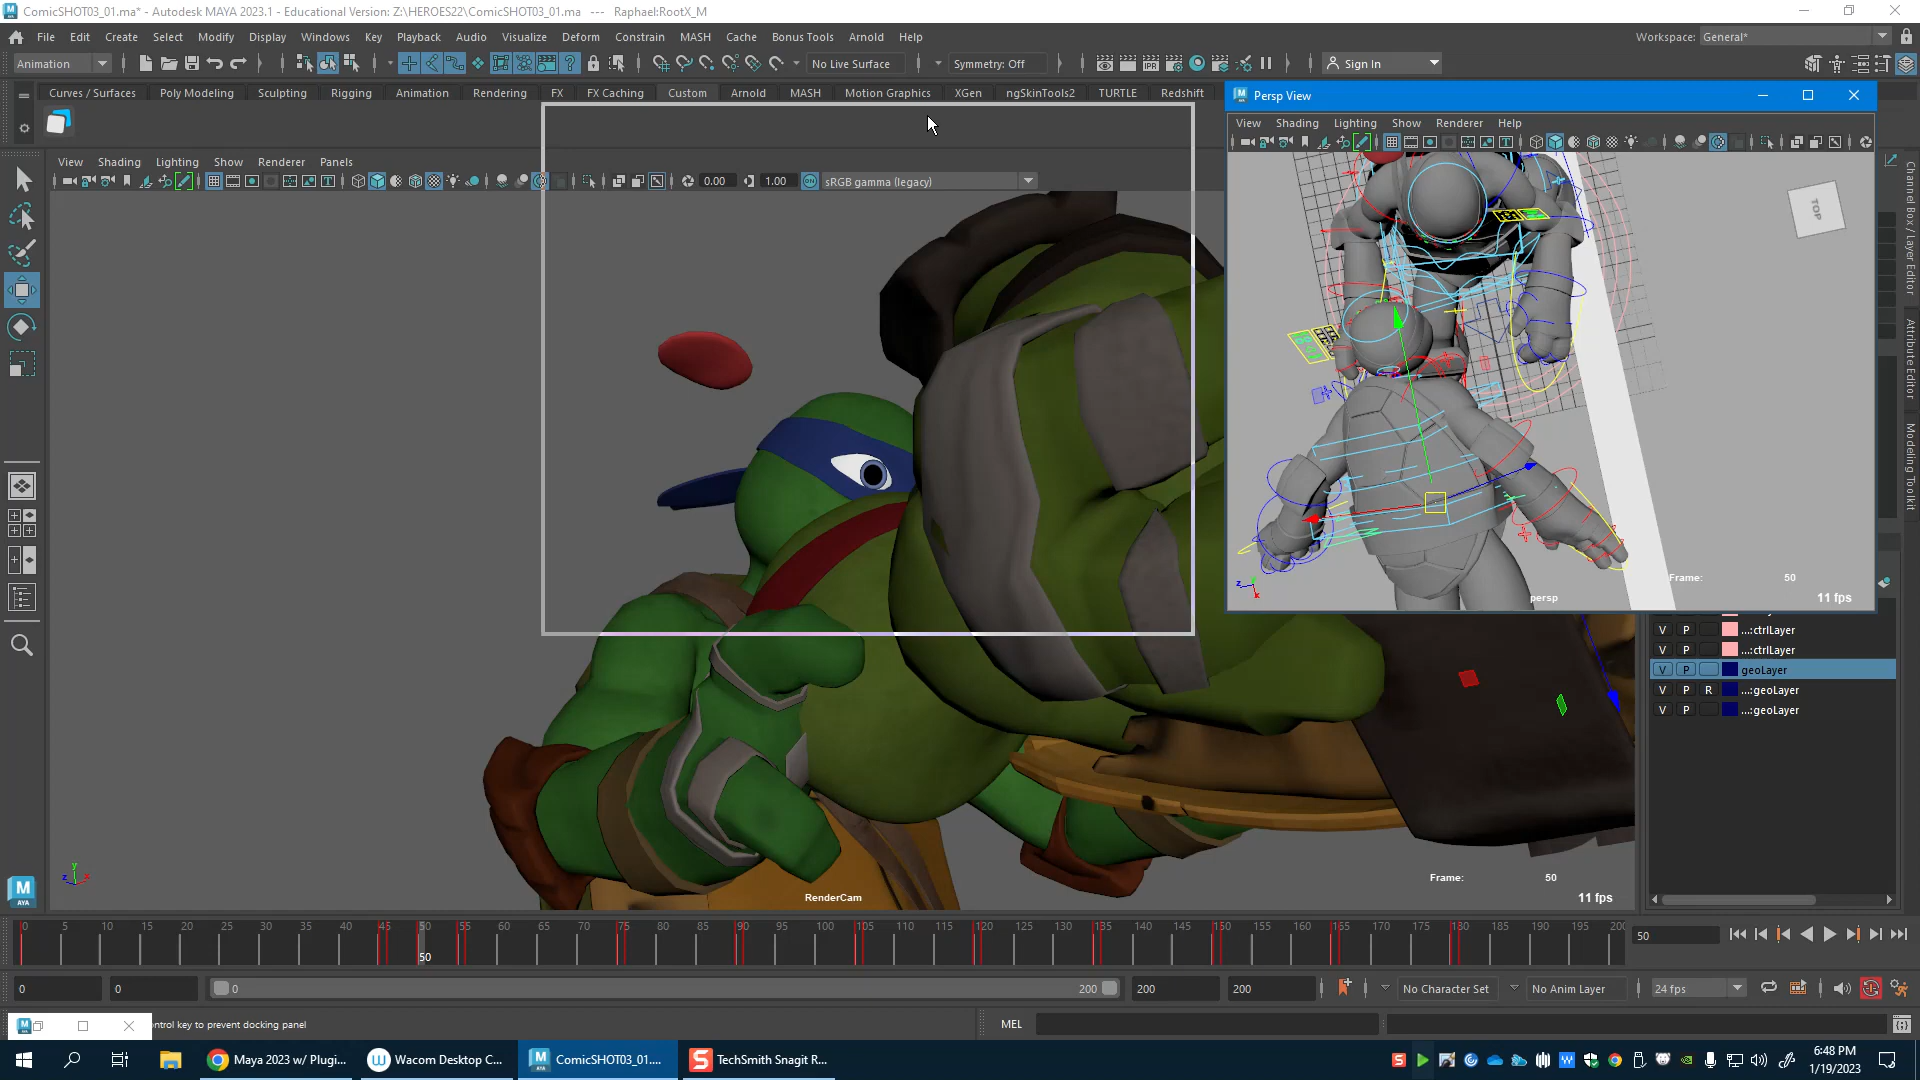 ComicSHOT03_01.ma* - Autodesk MAYA 2023.1 - Educational Version: Z:\HEROES22\ComicSHOT03_01.ma --- Raphael:RootX_M
File Edit Create Select Modify Display Windows Key Playback Audio Visualize Deform Constrain MASH Cache Bonus Tools Arnold Help
Workspace: General*
Animation
No Live Surface
Symmetry: Off
Sign In
Curves / Surfaces Poly Modeling Sculpting Rigging Animation Rendering FX FX Caching Custom Arnold MASH Motion Graphics XGen ngSkinTools2 TURTLE Redshift
Persp View
View Shading Lighting Show Renderer Help
View Shading Lighting Show Renderer Panels
0.00 1.00 sRGB gamma (legacy)
TOP
Channel Box / Layer Editor
Attribute Editor
Modeling Toolkit
Frame: 50
persp
11 fps
V P ...:ctrlLayer
V P ...:ctrlLayer
V P geoLayer
V P R ...:geoLayer
V P ...:geoLayer
Frame: 50
RenderCam
11 fps
0 5 10 15 20 25 30 35 40 45 50 55 60 65 70 75 80 85 90 95 100 105 110 115 120 125 130 135 140 145 150 155 160 165 170 175 180 185 190 195 200
50
50
0 0 0 200 200 200
No Character Set
No Anim Layer
24 fps
ontrol key to prevent docking panel
MEL
Maya 2023 w/ Plugi...
Wacom Desktop C...
ComicSHOT03_01....
TechSmith Snagit R...
6:48 PM
1/19/2023